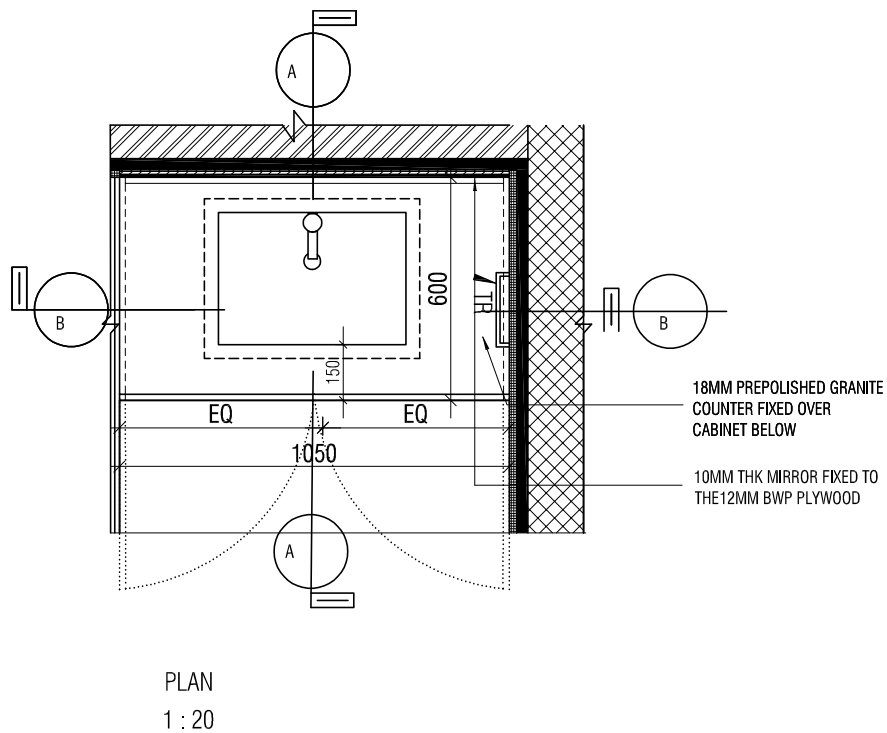 A
600
TR
B
B
150
18MM PREPOLISHED GRANITE
COUNTER FIXED OVER
CABINET BELOW
EQ
EQ
1050
10MM THK MIRROR FIXED TO
THE12MM BWP PLYWOOD
A
PLAN
1 : 20